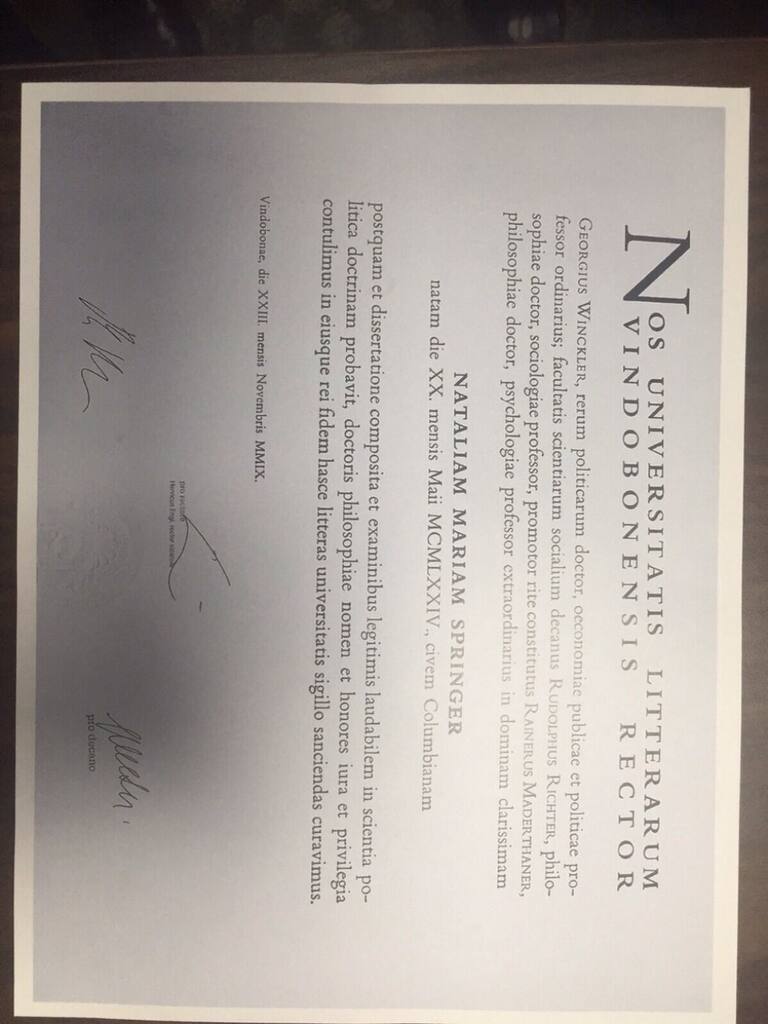 NOS UNIVERSITATIS LITTERARUM
VINDOBONENSIS RECTOR
GEORGIUS WINCKLER, rerum politicarum doctor, oeconomiae publicae et politicae pro-
fessor ordinarius; facultatis scientiarum socialium decanus RUDOLPHUS RICHTER, philo-
sophiae doctor, sociologiae professor, promotor rite constitutus RAINERUS MADERTHANER,
philosophiae doctor, psychologiae professor extraordinarius in dominam clarissimam
NATALIAM MARIAM SPRINGER
natam die XX. mensis Maii MCMLXXIV., civem Columbianam
postquam et dissertatione composita et examinibus legitimis laudabilem in scientia po-
litica doctrinam probavit, doctoris philosophiae nomen et honores iura et privilegia
contulimus in eiusque rei fidem hasce litteras universitatis sigillo sanciendas curavimus.
Vindobonae, die XXIII. mensis Novembris MMIX.
pro rectore
rector
pro decano